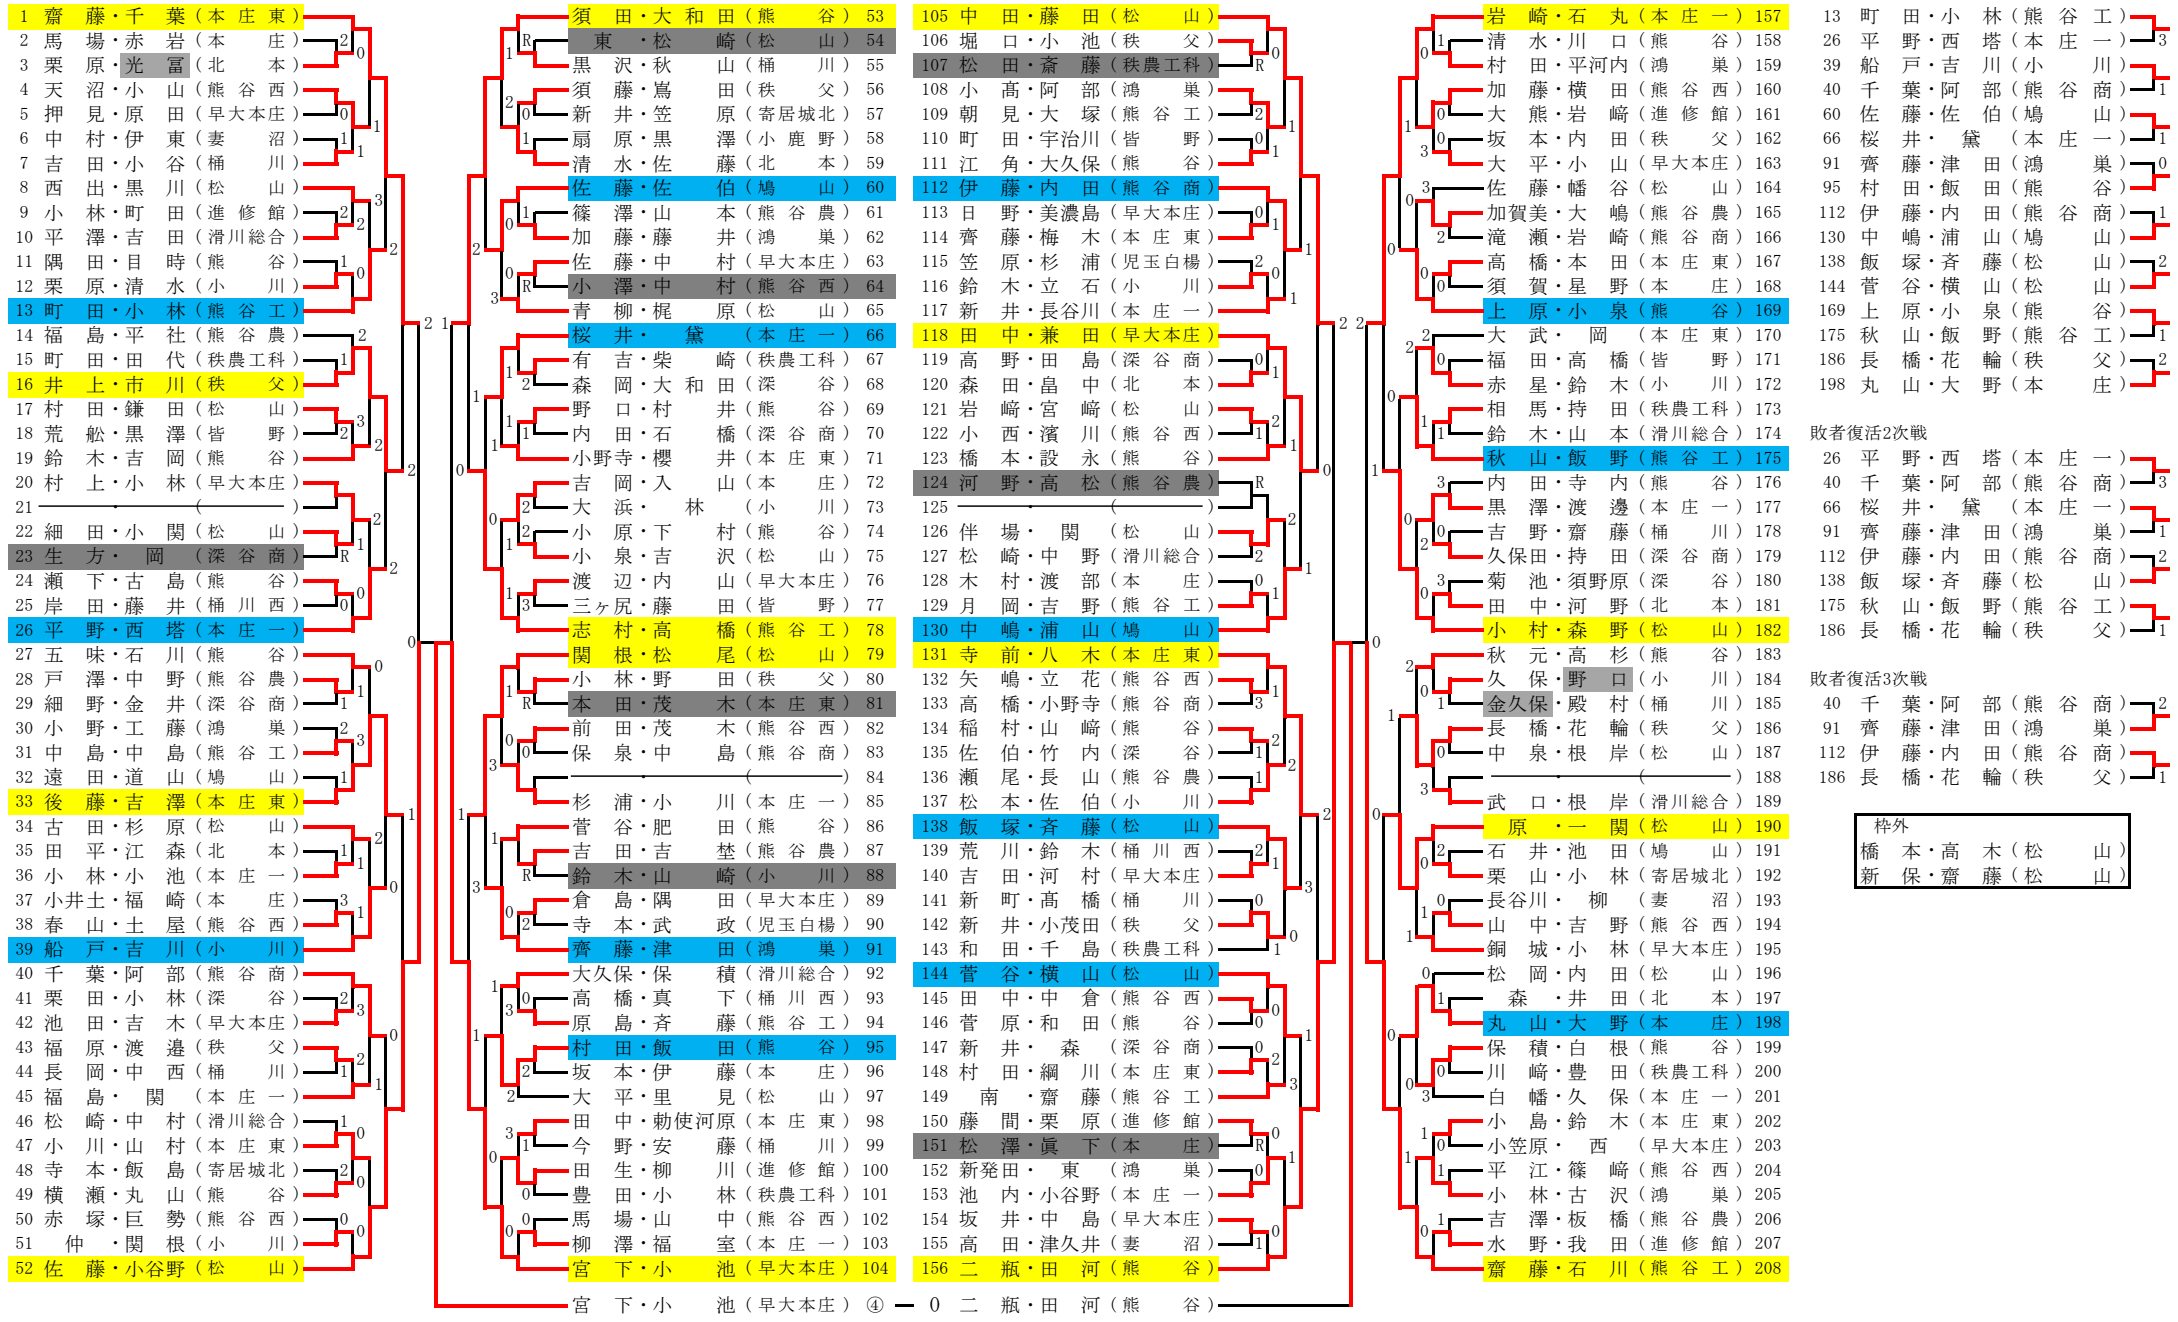 1 齋藤・千葉(本庄東)
2 馬場・赤岩(本庄)
3 栗原・光冨(北本)
4 天沼・小山(熊谷西)
5 押見・原田(早大本庄)
6 中村・伊東(妻沼)
7 吉田・小谷(桶川)
8 西出・黒川(松山)
9 小林・町田(進修館)
10 平澤・吉田(滑川総合)
11 隅田・目時(熊谷)
12 栗原・清水(小川)
13 町田・小林(熊谷工)
14 福島・平社(熊谷農)
15 町田・田代(秩農工科)
16 井上・市川(秩父)
17 村田・鎌田(松山)
18 荒舩・黒澤(皆野)
19 鈴木・吉岡(熊谷)
20 村上・小林(早大本庄)
21 ・( )
22 細田・小関(松山)
23 生方・岡(深谷商)
24 瀬下・古島(熊谷)
25 岸田・藤井(桶川西)
26 平野・西塔(本庄一)
27 五味・石川(熊谷)
28 戸澤・中野(熊谷農)
29 細野・金井(深谷商)
30 小野・工藤(鴻巣)
31 中島・中島(熊谷工)
32 遠田・道山(鳩山)
33 後藤・吉澤(本庄東)
34 古田・杉原(松山)
35 田平・江森(北本)
36 小林・小池(本庄一)
37 小井土・福崎(本庄)
38 春山・土屋(熊谷西)
39 船戸・吉川(小川)
40 千葉・阿部(熊谷商)
41 栗田・小林(深谷)
42 池田・吉木(早大本庄)
43 福原・渡邉(秩父)
44 長岡・中西(桶川)
45 福島・関(本庄一)
46 松崎・中村(滑川総合)
47 小川・山村(本庄東)
48 寺本・飯島(寄居城北)
49 横瀬・丸山(熊谷)
50 赤塚・巨勢(熊谷西)
51 仲・関根(小川)
52 佐藤・小谷野(松山)
須田・大和田(熊谷) 53
東・松崎(松山) 54
黒沢・秋山(桶川) 55
須藤・嶌田(秩父) 56
新井・笠原(寄居城北) 57
扇原・黒澤(小鹿野) 58
清水・佐藤(北本) 59
佐藤・佐伯(鳩山) 60
篠澤・山本(熊谷農) 61
加藤・藤井(鴻巣) 62
佐藤・中村(早大本庄) 63
小澤・中村(熊谷西) 64
青柳・梶原(松山) 65
桜井・黛(本庄一) 66
有吉・柴崎(秩農工科) 67
森岡・大和田(深谷) 68
野口・村井(熊谷) 69
内田・石橋(深谷商) 70
小野寺・櫻井(本庄東) 71
吉岡・入山(本庄) 72
大浜・林(小川) 73
小原・下村(熊谷) 74
小泉・吉沢(松山) 75
渡辺・内山(早大本庄) 76
三ヶ尻・藤田(皆野) 77
志村・高橋(熊谷工) 78
関根・松尾(松山) 79
小林・野田(秩父) 80
本田・茂木(本庄東) 81
前田・茂木(熊谷西) 82
保泉・中島(熊谷商) 83
・( ) 84
杉浦・小川(本庄一) 85
菅谷・肥田(熊谷) 86
吉田・吉埜(熊谷農) 87
鈴木・山崎(小川) 88
倉島・隅田(早大本庄) 89
寺本・武政(児玉白楊) 90
齊藤・津田(鴻巣) 91
大久保・保積(滑川総合) 92
高橋・真下(桶川西) 93
原島・斉藤(熊谷工) 94
村田・飯田(熊谷) 95
坂本・伊藤(本庄) 96
大平・里見(松山) 97
田中・勅使河原(本庄東) 98
今野・安藤(桶川) 99
田生・柳川(進修館) 100
豊田・小林(秩農工科) 101
馬場・山中(熊谷西) 102
柳澤・福室(本庄一) 103
宮下・小池(早大本庄) 104
宮下・小池(早大本庄) ④ ー 0 二瓶・田河(熊谷)
105 中田・藤田(松山)
106 堀口・小池(秩父)
107 松田・斎藤(秩農工科)
108 小髙・阿部(鴻巣)
109 朝見・大塚(熊谷工)
110 町田・宇治川(皆野)
111 江角・大久保(熊谷)
112 伊藤・内田(熊谷商)
113 日野・美濃島(早大本庄)
114 齊藤・梅木(本庄東)
115 笠原・杉浦(児玉白楊)
116 鈴木・立石(小川)
117 新井・長谷川(本庄一)
118 田中・兼田(早大本庄)
119 高野・田島(深谷商)
120 森田・畠中(北本)
121 岩﨑・宮﨑(松山)
122 小西・濱川(熊谷西)
123 橋本・設永(熊谷)
124 河野・高松(熊谷農)
125 ・( )
126 伴場・関(松山)
127 松崎・中野(滑川総合)
128 木村・渡部(本庄)
129 月岡・吉野(熊谷工)
130 中嶋・浦山(鳩山)
131 寺前・八木(本庄東)
132 矢嶋・立花(熊谷西)
133 高橋・小野寺(熊谷商)
134 稲村・山﨑(熊谷)
135 佐伯・竹内(深谷)
136 瀬尾・長山(熊谷農)
137 松本・佐伯(小川)
138 飯塚・斉藤(松山)
139 荒川・鈴木(桶川西)
140 吉田・河村(早大本庄)
141 新町・髙橋(桶川)
142 新井・小茂田(秩父)
143 和田・千島(秩農工科)
144 菅谷・横山(松山)
145 田中・中倉(熊谷西)
146 菅原・和田(熊谷)
147 新井・森(深谷商)
148 村田・綱川(本庄東)
149 南・齋藤(熊谷工)
150 藤間・栗原(進修館)
151 松澤・眞下(本庄)
152 新発田・東(鴻巣)
153 池内・小谷野(本庄一)
154 坂井・中島(早大本庄)
155 高田・津久井(妻沼)
156 二瓶・田河(熊谷)
岩崎・石丸(本庄一) 157
清水・川口(熊谷) 158
村田・平河内(鴻巣) 159
加藤・横田(熊谷西) 160
大熊・岩﨑(進修館) 161
坂本・内田(秩父) 162
大平・小山(早大本庄) 163
佐藤・幡谷(松山) 164
加賀美・大嶋(熊谷農) 165
滝瀬・岩崎(熊谷商) 166
高橋・本田(本庄東) 167
須賀・星野(本庄) 168
上原・小泉(熊谷) 169
大武・岡(本庄東) 170
福田・高橋(皆野) 171
赤星・鈴木(小川) 172
相馬・持田(秩農工科) 173
鈴木・山本(滑川総合) 174
秋山・飯野(熊谷工) 175
内田・寺内(熊谷) 176
黒澤・渡邊(本庄一) 177
吉野・齋藤(桶川) 178
久保田・持田(深谷商) 179
菊池・須野原(深谷) 180
田中・河野(北本) 181
小村・森野(松山) 182
秋元・高杉(熊谷) 183
久保・野口(小川) 184
金久保・殿村(桶川) 185
長橋・花輪(秩父) 186
中泉・根岸(松山) 187
・( ) 188
武口・根岸(滑川総合) 189
原・一関(松山) 190
石井・池田(鳩山) 191
栗山・小林(寄居城北) 192
長谷川・柳(妻沼) 193
山中・吉野(熊谷西) 194
銅城・小林(早大本庄) 195
松岡・内田(松山) 196
森・井田(北本) 197
丸山・大野(本庄) 198
保積・白根(熊谷) 199
川﨑・豊田(秩農工科) 200
白幡・久保(本庄一) 201
小島・鈴木(本庄東) 202
小笠原・西(早大本庄) 203
平江・篠﨑(熊谷西) 204
小林・古沢(鴻巣) 205
吉澤・板橋(熊谷農) 206
水野・我田(進修館) 207
齋藤・石川(熊谷工) 208
13 町田・小林(熊谷工)
26 平野・西塔(本庄一) 3
39 船戸・吉川(小川)
40 千葉・阿部(熊谷商) 1
60 佐藤・佐伯(鳩山)
66 桜井・黛(本庄一) 1
91 齊藤・津田(鴻巣) 0
95 村田・飯田(熊谷)
112 伊藤・内田(熊谷商) 1
130 中嶋・浦山(鳩山)
138 飯塚・斉藤(松山) 2
144 菅谷・横山(松山)
169 上原・小泉(熊谷)
175 秋山・飯野(熊谷工) 1
186 長橋・花輪(秩父) 2
198 丸山・大野(本庄)
敗者復活2次戦
26 平野・西塔(本庄一)
40 千葉・阿部(熊谷商) 3
66 桜井・黛(本庄一)
91 齊藤・津田(鴻巣) 1
112 伊藤・内田(熊谷商) 2
138 飯塚・斉藤(松山)
175 秋山・飯野(熊谷工)
186 長橋・花輪(秩父) 1
敗者復活3次戦
40 千葉・阿部(熊谷商) 2
91 齊藤・津田(鴻巣)
112 伊藤・内田(熊谷商)
186 長橋・花輪(秩父) 1
枠外
橋本・高木(松山)
新保・齋藤(松山)